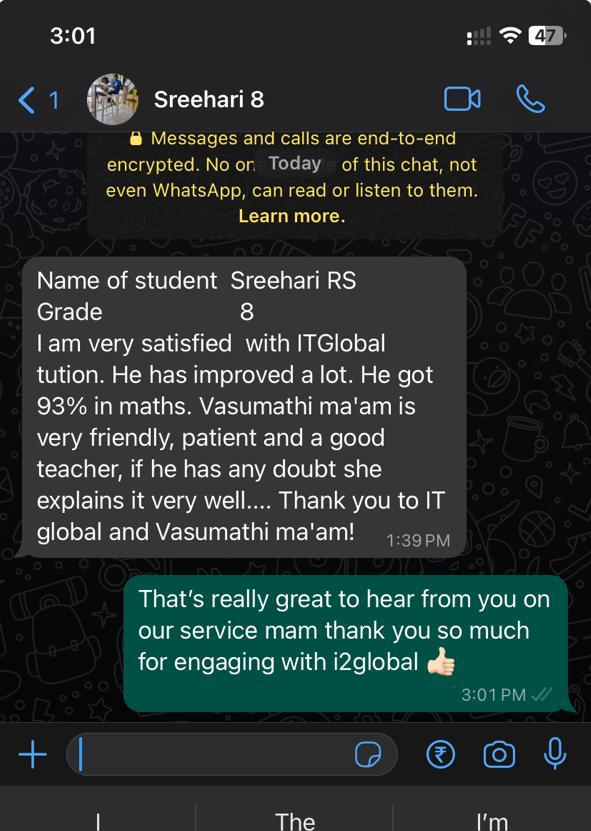 3:01
47
1
Sreehari 8
Messages and calls are end-to-end
encrypted. No on Today of this chat, not
even WhatsApp, can read or listen to them.
Learn more.
Name of student Sreehari RS
Grade 8
I am very satisfied with ITGlobal
tution. He has improved a lot. He got
93% in maths. Vasumathi ma'am is
very friendly, patient and a good
teacher, if he has any doubt she
explains it very well.... Thank you to IT
global and Vasumathi ma'am! 1:39 PM
That's really great to hear from you on
our service mam thank you so much
for engaging with i2global 👍🏻
3:01 PM
I The I'm